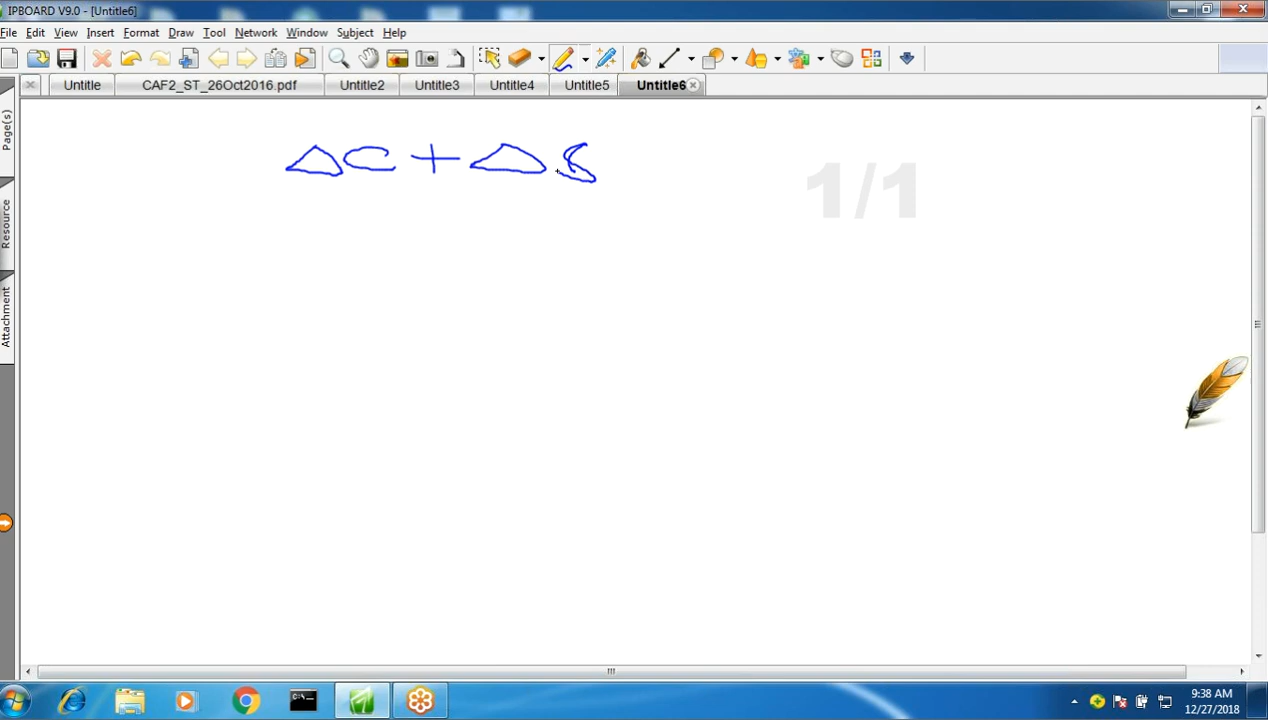 IPBOARD V9.0 - [Untitle6]
File Edit View Insert Format Draw Tool Network Window Subject Help
Untitle CAF2_ST_26Oct2016.pdf Untitle2 Untitle3 Untitle4 Untitle5 Untitle6
Page(s)
Resource
Attachment
ΔC + ΔS
1/1
9:38 AM
12/27/2018